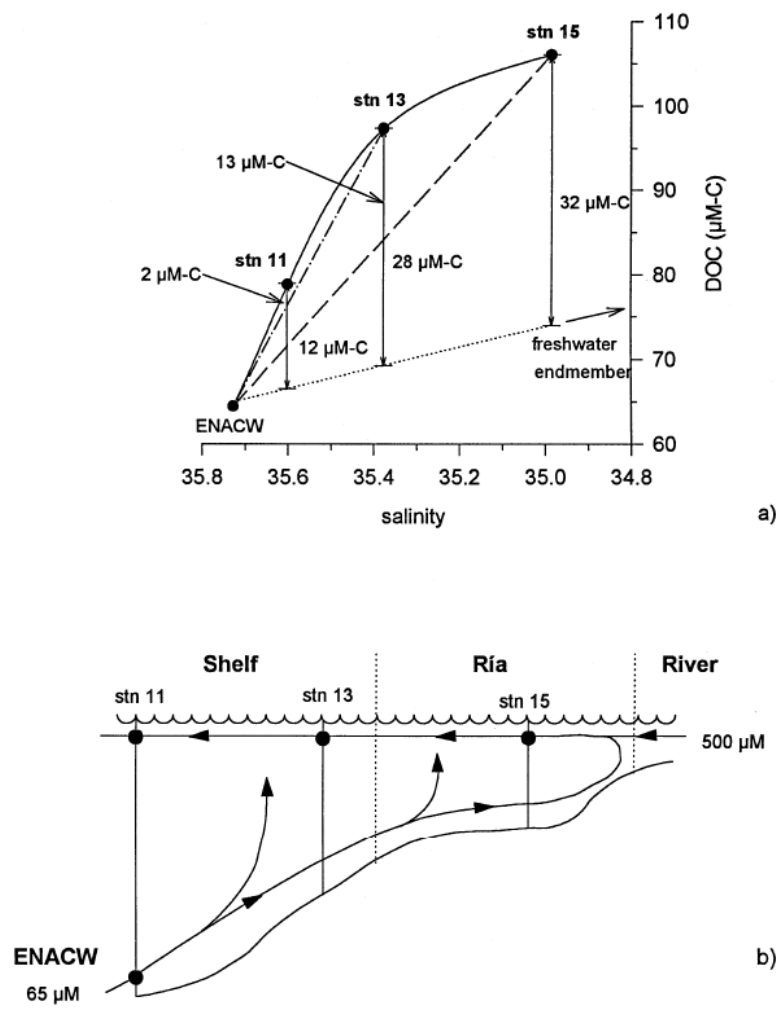 stn 15
110
stn 13
100
13 µM-C
90
32 µM-C
DOC (µM-C)
stn 11
2 µM-C
28 µM-C
80
12 µM-C
freshwater
endmember
70
ENACW
60
35.8 35.6 35.4 35.2 35.0 34.8
salinity
a)
Shelf Ría River
stn 11 stn 13 stn 15
500 µM
ENACW
65 µM
b)